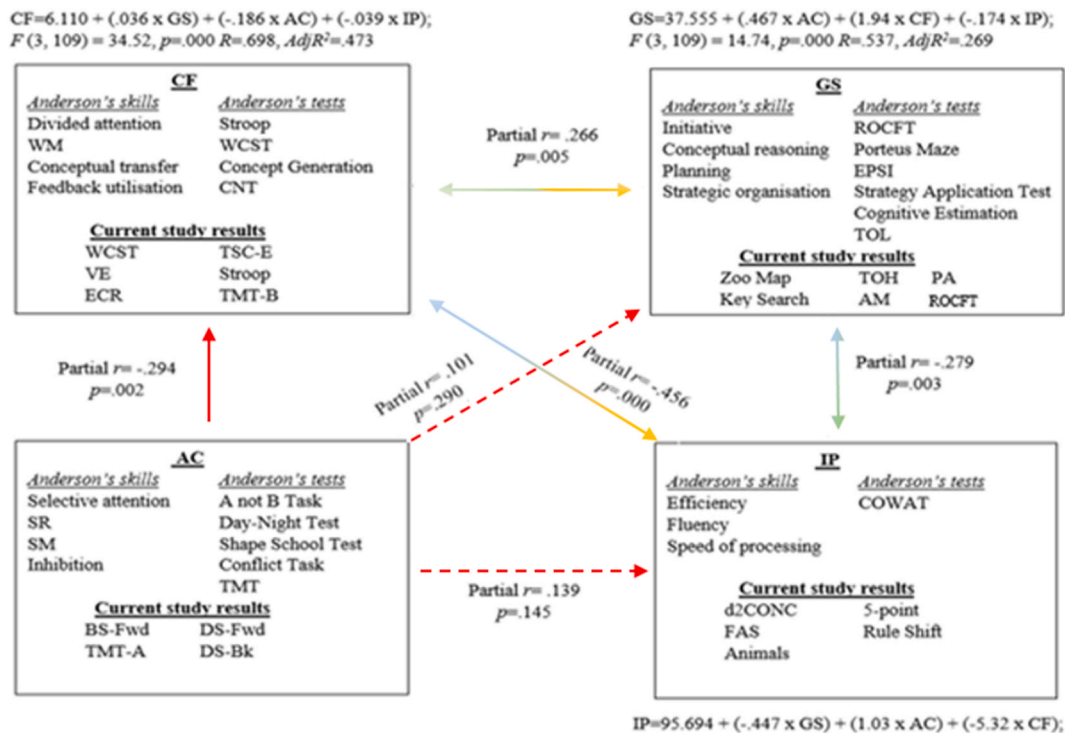 CF=6.110 + (.036 x GS) + (-.186 x AC) + (-.039 x IP);
F (3, 109) = 34.52, p=.000 R=.698, AdjR²=.473
GS=37.555 + (.467 x AC) + (1.94 x CF) + (-.174 x IP);
F (3, 109) = 14.74, p=.000 R=.537, AdjR²=.269
CF
Anderson's skills Anderson's tests
Divided attention Stroop
WM WCST
Conceptual transfer Concept Generation
Feedback utilisation CNT
Current study results
WCST TSC-E
VE Stroop
ECR TMT-B
Partial r= .266
p=.005
GS
Anderson's skills Anderson's tests
Initiative ROCFT
Conceptual reasoning Porteus Maze
Planning EPSI
Strategic organisation Strategy Application Test
Cognitive Estimation
TOL
Current study results
Zoo Map TOH PA
Key Search AM ROCFT
Partial r= -.294
p=.002
Partial r= .101
p=.290
Partial r= -.456
p=.000
Partial r= -.279
p=.003
AC
Anderson's skills Anderson's tests
Selective attention A not B Task
SR Day-Night Test
SM Shape School Test
Inhibition Conflict Task
TMT
Current study results
BS-Fwd DS-Fwd
TMT-A DS-Bk
Partial r= .139
p=.145
IP
Anderson's skills Anderson's tests
Efficiency COWAT
Fluency
Speed of processing
Current study results
d2CONC 5-point
FAS Rule Shift
Animals
IP=95.694 + (-.447 x GS) + (1.03 x AC) + (-5.32 x CF);